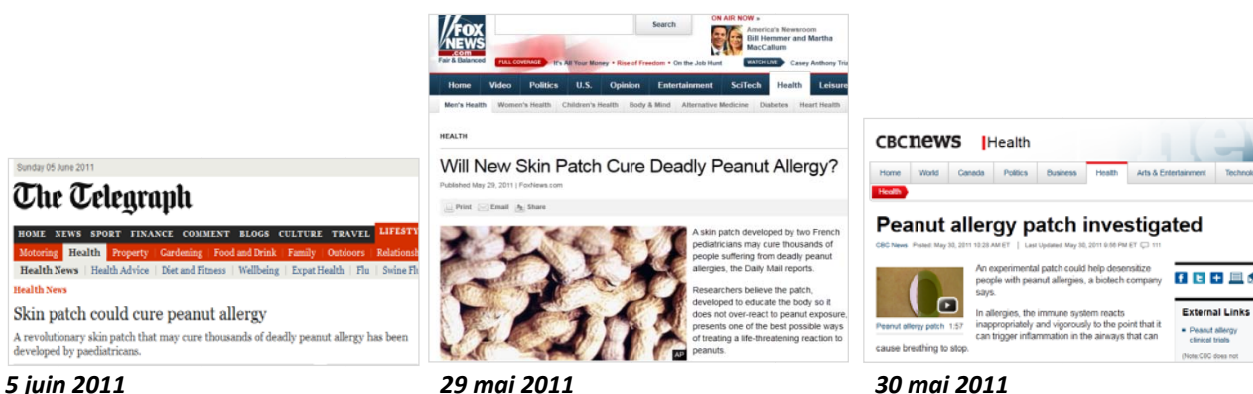 Sunday 05 June 2011
The Telegraph
HOME NEWS SPORT FINANCE COMMENT BLOGS CULTURE TRAVEL LIFESTY
Motoring Health Property Gardening Food and Drink Family Outdoors Relationsh
Health News Health Advice Diet and Fitness Wellbeing Expat Health Flu Swine Fl
Health News
Skin patch could cure peanut allergy
A revolutionary skin patch that may cure thousands of deadly peanut allergy has been
developed by paediatricans.
5 juin 2011
FOX
NEWS
.com
Fair & Balanced
Search
ON AIR NOW »
America's Newsroom
Bill Hemmer and Martha
MacCallum
FULL COVERAGE It's All Your Money • Rise of Freedom • On the Job Hunt
WATCH LIVE Casey Anthony Tria
Home Video Politics U.S. Opinion Entertainment SciTech Health Leisure
Men's Health Women's Health Children's Health Body & Mind Alternative Medicine Diabetes Heart Health
HEALTH
Will New Skin Patch Cure Deadly Peanut Allergy?
Published May 29, 2011 | FoxNews.com
Print Email Share
AP
A skin patch developed by two French
pediatricians may cure thousands of
people suffering from deadly peanut
allergies, the Daily Mail reports.
Researchers believe the patch,
developed to educate the body so it
does not over-react to peanut exposure,
presents one of the best possible ways
of treating a life-threatening reaction to
peanuts.
29 mai 2011
CBCnews | Health
Home World Canada Politics Business Health Arts & Entertainment Technol
Health
Peanut allergy patch investigated
CBC News Posted: May 30, 2011 10:28 AM ET | Last Updated: May 30, 2011 9:56 PM ET 111
Peanut allergy patch 1:57
An experimental patch could help desensitize
people with peanut allergies, a biotech company
says.
In allergies, the immune system reacts
inappropriately and vigorously to the point that it
can trigger inflammation in the airways that can
cause breathing to stop.
External Links
Peanut allergy
clinical trials
(Note:CBC does not
30 mai 2011